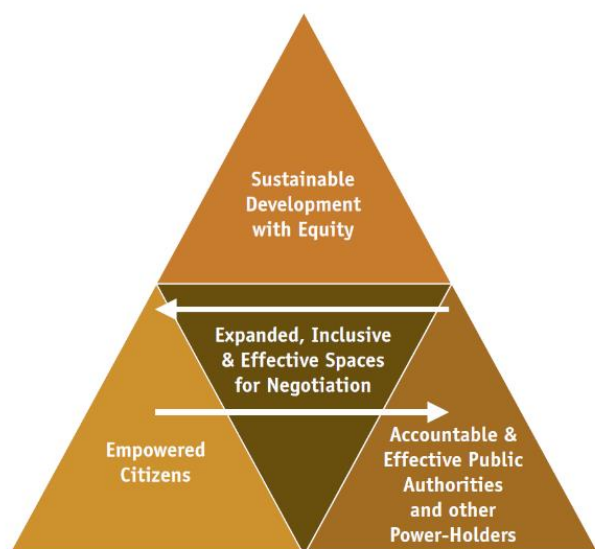 Sustainable
Development
with Equity
Expanded, Inclusive
& Effective Spaces
for Negotiation
Empowered
Citizens
Accountable &
Effective Public
Authorities
and other
Power-Holders